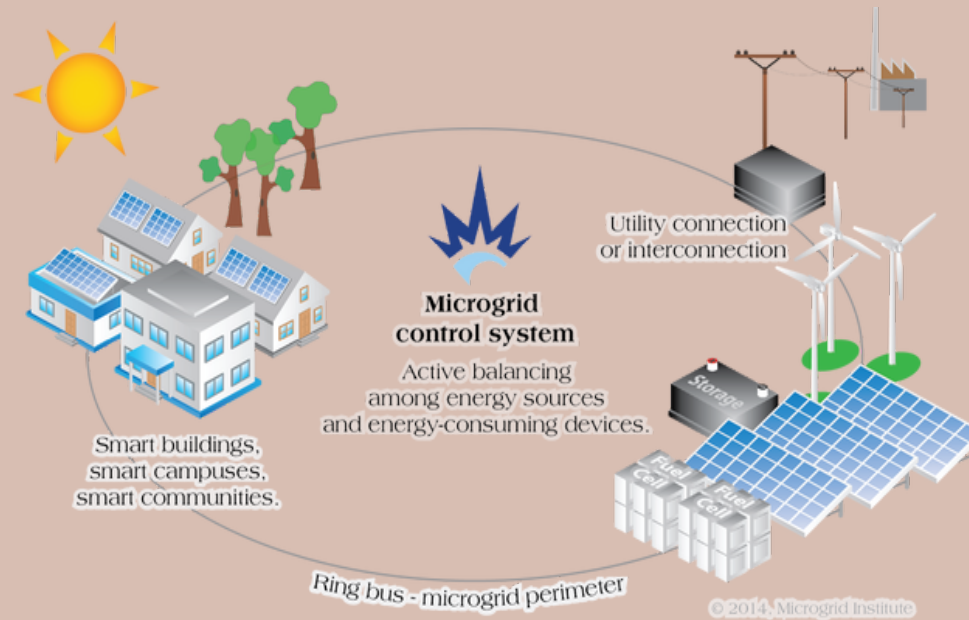 Utility connection
or interconnection
Microgrid
control system
Active balancing
among energy sources
and energy-consuming devices.
Storage
Smart buildings,
smart campuses,
smart communities.
Fuel
Cell
Fuel
Cell
Ring bus - microgrid perimeter
© 2014, Microgrid Institute